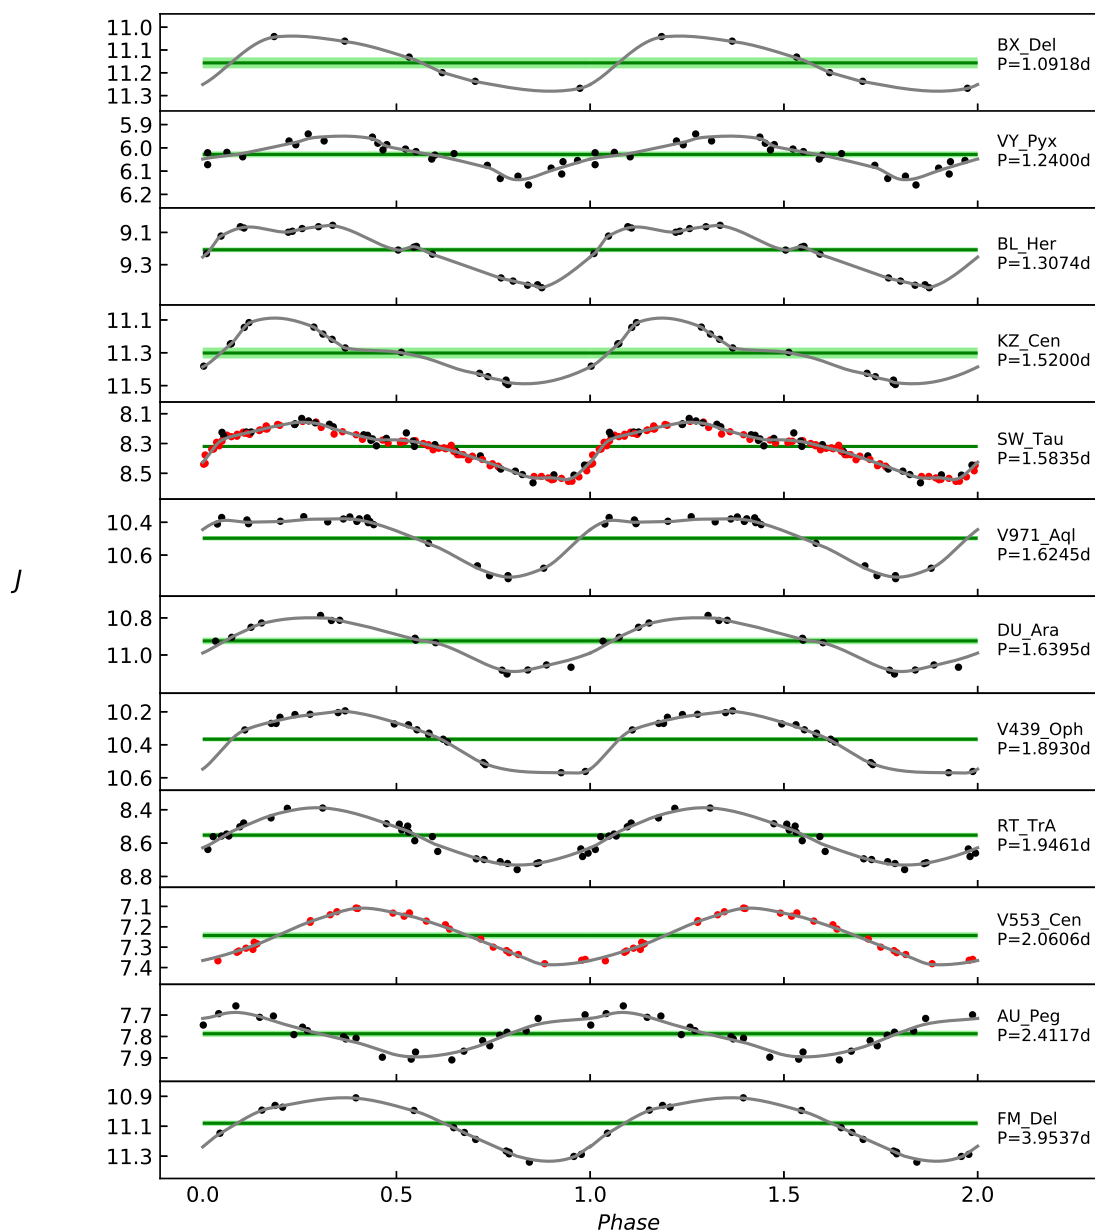 11.0
11.1
11.2
11.3
BX_Del
P=1.0918d
5.9
6.0
6.1
6.2
VY_Pyx
P=1.2400d
9.1
9.3
BL_Her
P=1.3074d
11.1
11.3
11.5
KZ_Cen
P=1.5200d
8.1
8.3
8.5
SW_Tau
P=1.5835d
10.4
10.6
V971_Aql
P=1.6245d
J
10.8
11.0
DU_Ara
P=1.6395d
10.2
10.4
10.6
V439_Oph
P=1.8930d
8.4
8.6
8.8
RT_TrA
P=1.9461d
7.1
7.2
7.3
7.4
V553_Cen
P=2.0606d
7.7
7.8
7.9
AU_Peg
P=2.4117d
10.9
11.1
11.3
FM_Del
P=3.9537d
0.0 0.5 1.0 1.5 2.0
Phase